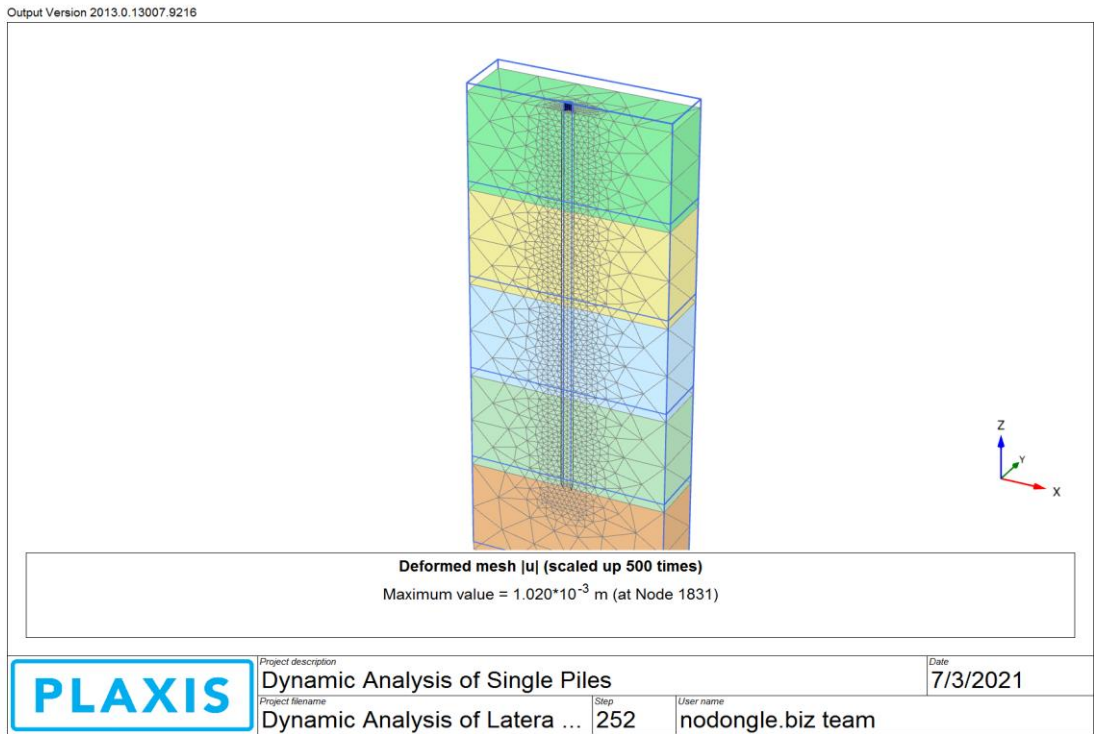 Output Version 2013.0.13007.9216
Z
Y
X
Deformed mesh |u| (scaled up 500 times)
Maximum value = 1.020*10⁻³ m (at Node 1831)
PLAXIS
Project description
Dynamic Analysis of Single Piles
Date
7/3/2021
Project filename
Dynamic Analysis of Latera ...
Step
252
User name
nodongle.biz team